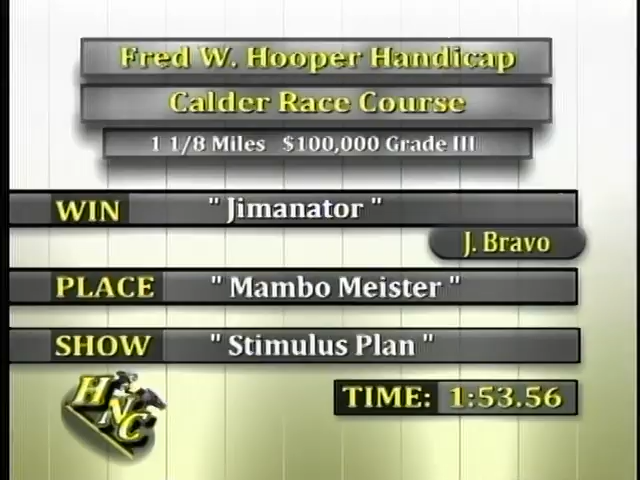 Fred W. Hooper Handicap
Calder Race Course
1 1/8 Miles $100,000 Grade III
WIN " Jimanator "
J. Bravo
PLACE " Mambo Meister "
SHOW " Stimulus Plan "
HNC
TIME: 1:53.56